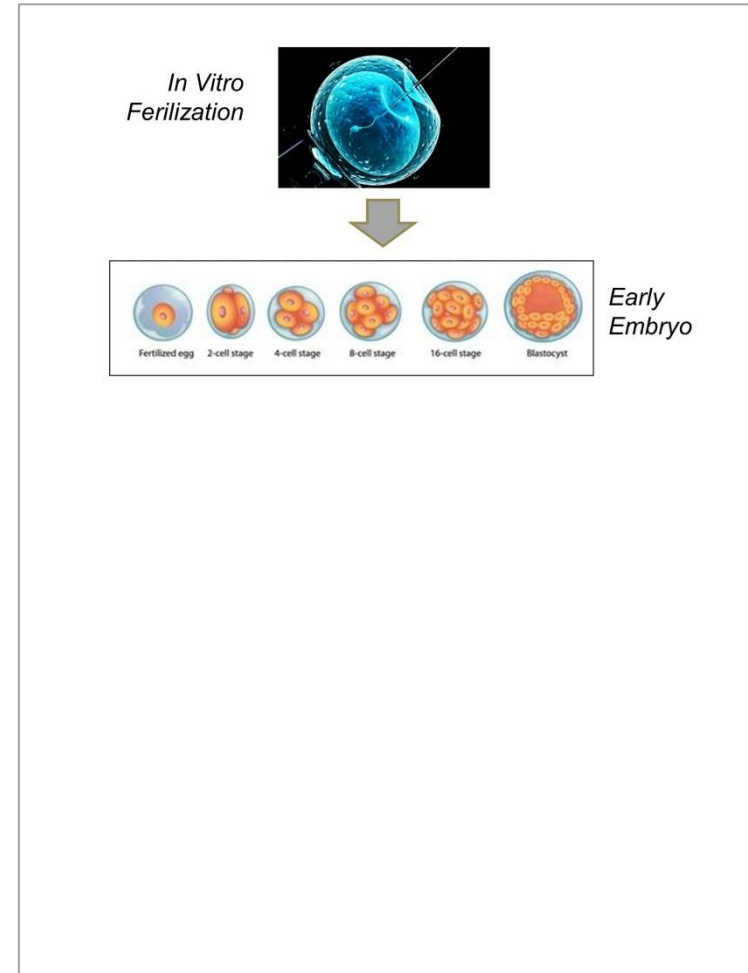 In Vitro
Ferilization
Fertilized egg 2-cell stage 4-cell stage 8-cell stage 16-cell stage Blastocyst
Early
Embryo